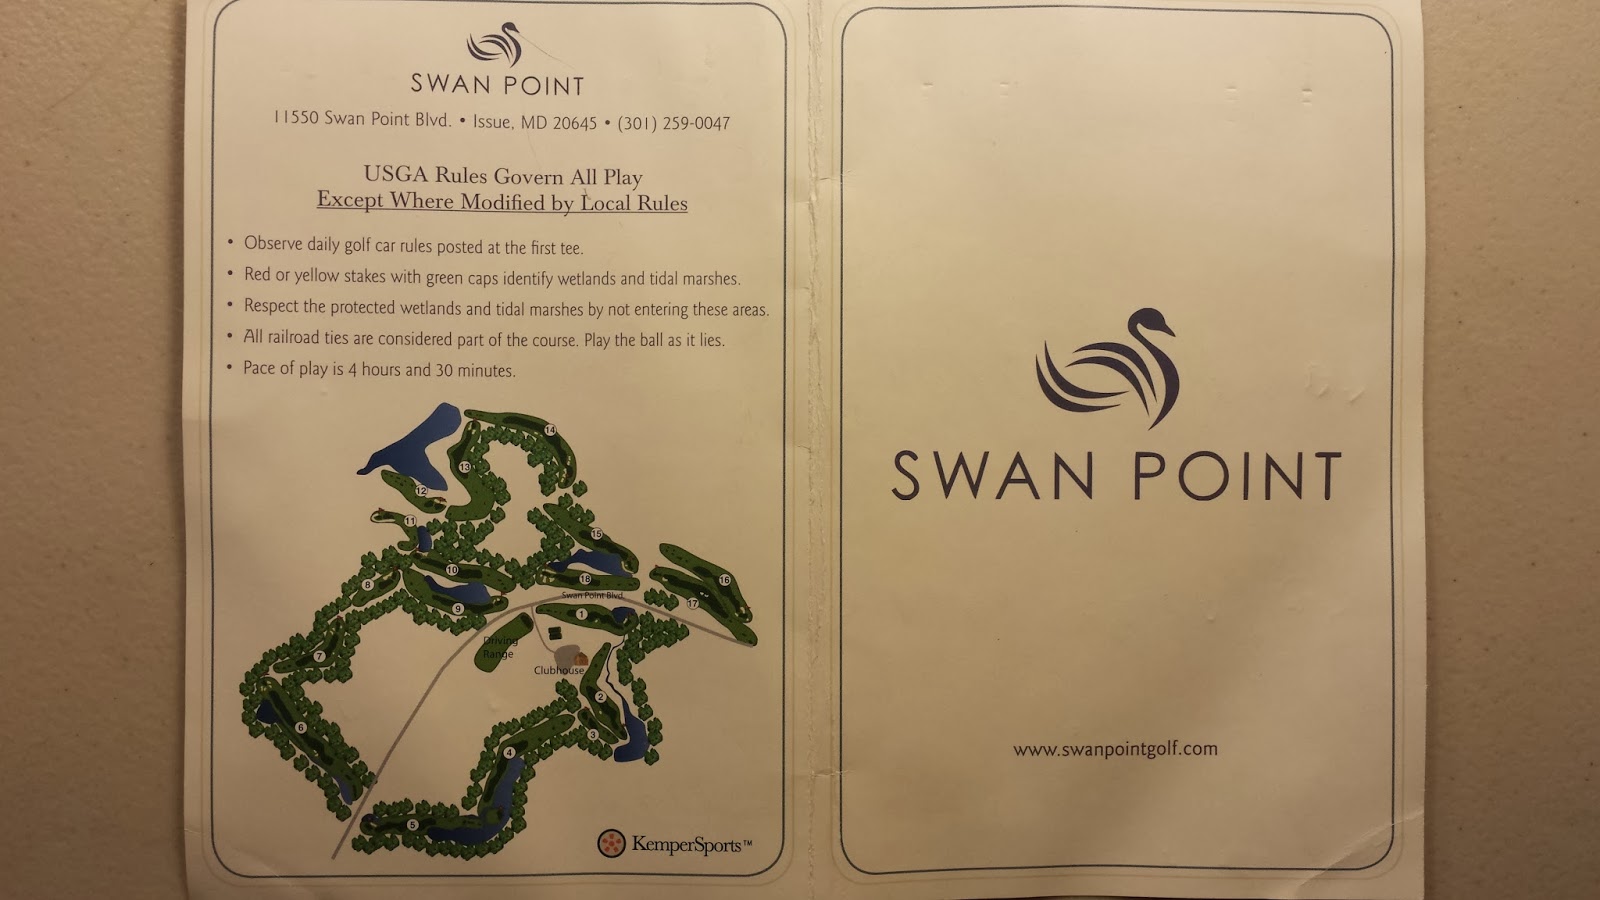 SWAN POINT
11550 Swan Point Blvd. • Issue, MD 20645 • (301) 259-0047
USGA Rules Govern All Play
Except Where Modified by Local Rules
• Observe daily golf car rules posted at the first tee.
• Red or yellow stakes with green caps identify wetlands and tidal marshes.
• Respect the protected wetlands and tidal marshes by not entering these areas.
• All railroad ties are considered part of the course. Play the ball as it lies.
• Pace of play is 4 hours and 30 minutes.
14
13
12
11
15
10
18
16
8
Swan Point Blvd.
17
9
1
Driving
Range
7
Clubhouse
2
6
3
4
5
KemperSports™
SWAN POINT
www.swanpointgolf.com